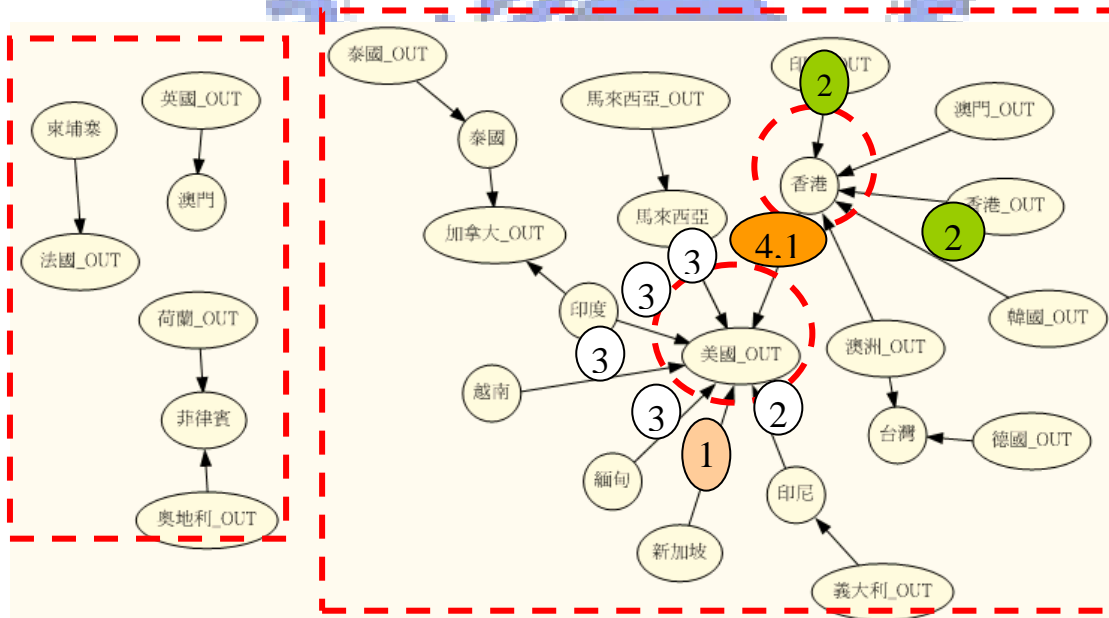 柬埔寨
英國_OUT
澳門
法國_OUT
荷蘭_OUT
菲律賓
奧地利_OUT
泰國_OUT
泰國
加拿大_OUT
馬來西亞_OUT
馬來西亞
2
澳門_OUT
香港
香港_OUT
2
4,1
3
3
印度
3
美國_OUT
澳洲_OUT
韓國_OUT
越南
3
2
1
台灣
德國_OUT
緬甸
印尼
新加坡
義大利_OUT